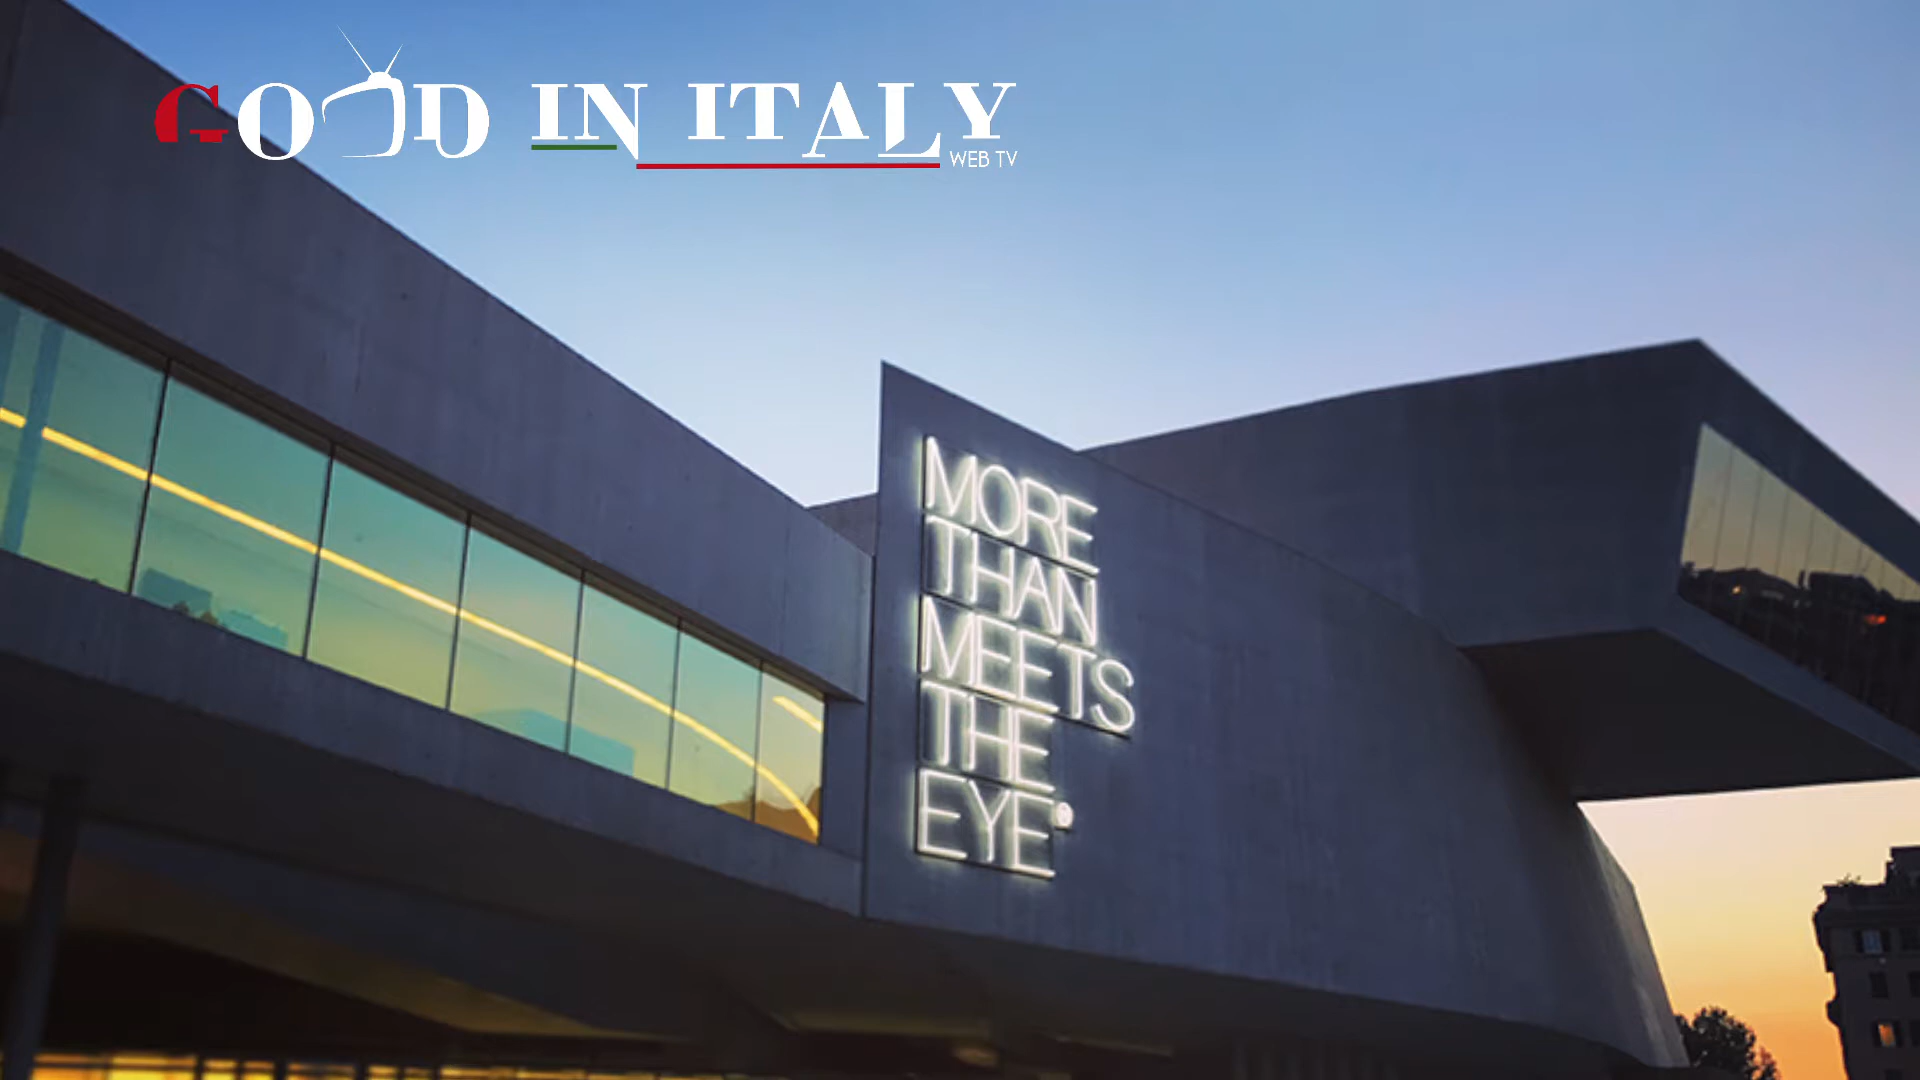 GOOD IN ITALY
WEB TV
MORE
THAN
MEETS
THE
EYE